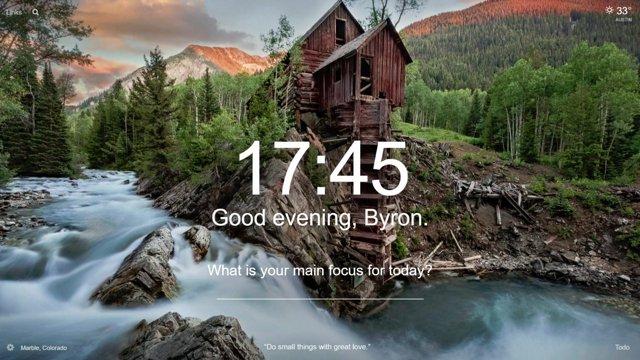 Links
33°
AUSTIN
17:45
Good evening, Byron.
What is your main focus for today?
Marble, Colorado
"Do small things with great love."
Todo